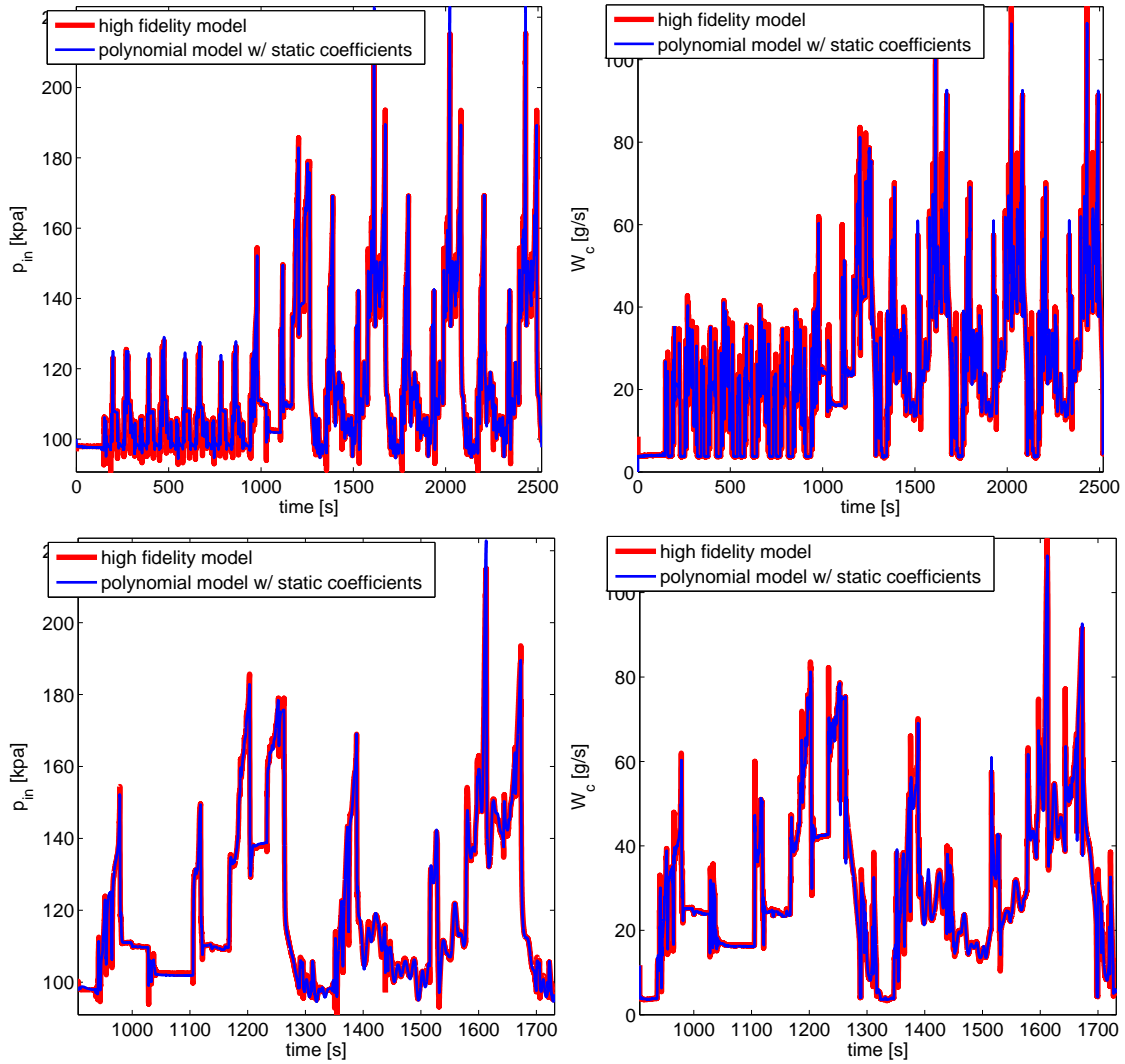 high fidelity model
polynomial model w/ static coefficients
p_in [kpa]
200
180
160
140
120
100
0 500 1000 1500 2000 2500
time [s]
high fidelity model
polynomial model w/ static coefficients
W_c [g/s]
100
80
60
40
20
0
0 500 1000 1500 2000 2500
time [s]
high fidelity model
polynomial model w/ static coefficients
p_in [kpa]
200
180
160
140
120
100
1000 1100 1200 1300 1400 1500 1600 1700
time [s]
high fidelity model
polynomial model w/ static coefficients
W_c [g/s]
100
80
60
40
20
0
1000 1100 1200 1300 1400 1500 1600 1700
time [s]